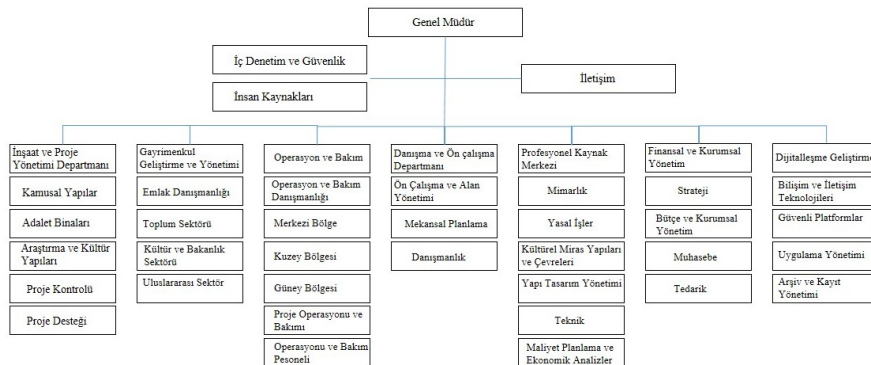 Genel Müdür
İç Denetim ve Güvenlik
İletişim
İnsan Kaynakları
İnşaat ve Proje
Yönetimi Departmanı
Kamusal Yapılar
Adalet Binaları
Araştırma ve Kültür
Yapıları
Proje Kontrolü
Proje Desteği
Gayrimenkul
Geliştirme ve Yönetimi
Emlak Danışmanlığı
Toplum Sektörü
Kültür ve Bakanlık
Sektörü
Uluslararası Sektör
Operasyon ve Bakım
Operasyon ve Bakım
Danışmanlığı
Merkezi Bölge
Kuzey Bölgesi
Güney Bölgesi
Proje Operasyonu ve
Bakımı
Operasyonu ve Bakım
Pesoneli
Danışma ve Ön çalışma
Departmanı
Ön Çalışma ve Alan
Yönetimi
Mekansal Planlama
Danışmanlık
Profesyonel Kaynak
Merkezi
Mimarlık
Yasal İşler
Kültürel Miras Yapıları
ve Çevreleri
Yapı Tasarım Yönetimi
Teknik
Maliyet Planlama ve
Ekonomik Analizler
Finansal ve Kurumsal
Yönetim
Strateji
Bütçe ve Kurumsal
Yönetim
Muhasebe
Tedarik
Dijitalleşme Geliştirme
Bilişim ve İletişim
Teknolojileri
Güvenli Platformlar
Uygulama Yönetimi
Arşiv ve Kayıt
Yönetimi